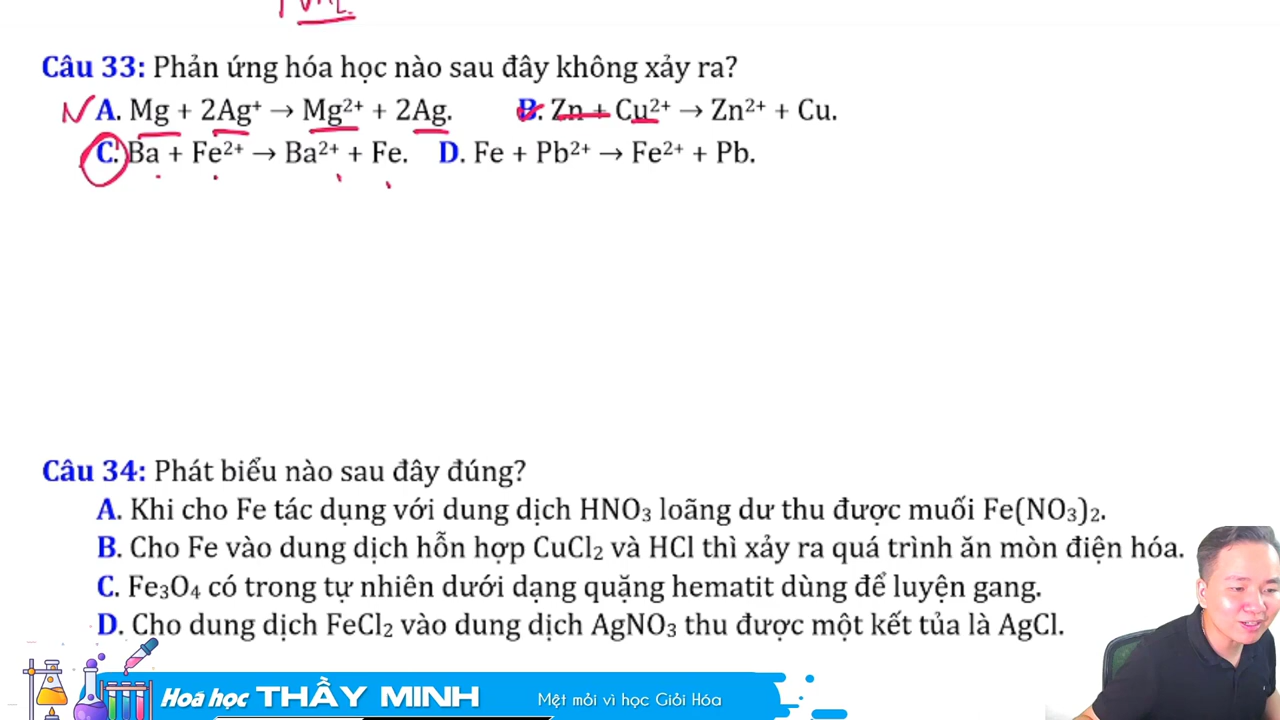 Câu 33: Phản ứng hóa học nào sau đây không xảy ra?
A. Mg + 2Ag⁺ → Mg²⁺ + 2Ag. B. Zn + Cu²⁺ → Zn²⁺ + Cu.
C. Ba + Fe²⁺ → Ba²⁺ + Fe. D. Fe + Pb²⁺ → Fe²⁺ + Pb.
Câu 34: Phát biểu nào sau đây đúng?
A. Khi cho Fe tác dụng với dung dịch HNO₃ loãng dư thu được muối Fe(NO₃)₂.
B. Cho Fe vào dung dịch hỗn hợp CuCl₂ và HCl thì xảy ra quá trình ăn mòn điện hóa.
C. Fe₃O₄ có trong tự nhiên dưới dạng quặng hematit dùng để luyện gang.
D. Cho dung dịch FeCl₂ vào dung dịch AgNO₃ thu được một kết tủa là AgCl.
Hoá học THẦY MINH Mệt mỏi vì học Giỏi Hóa